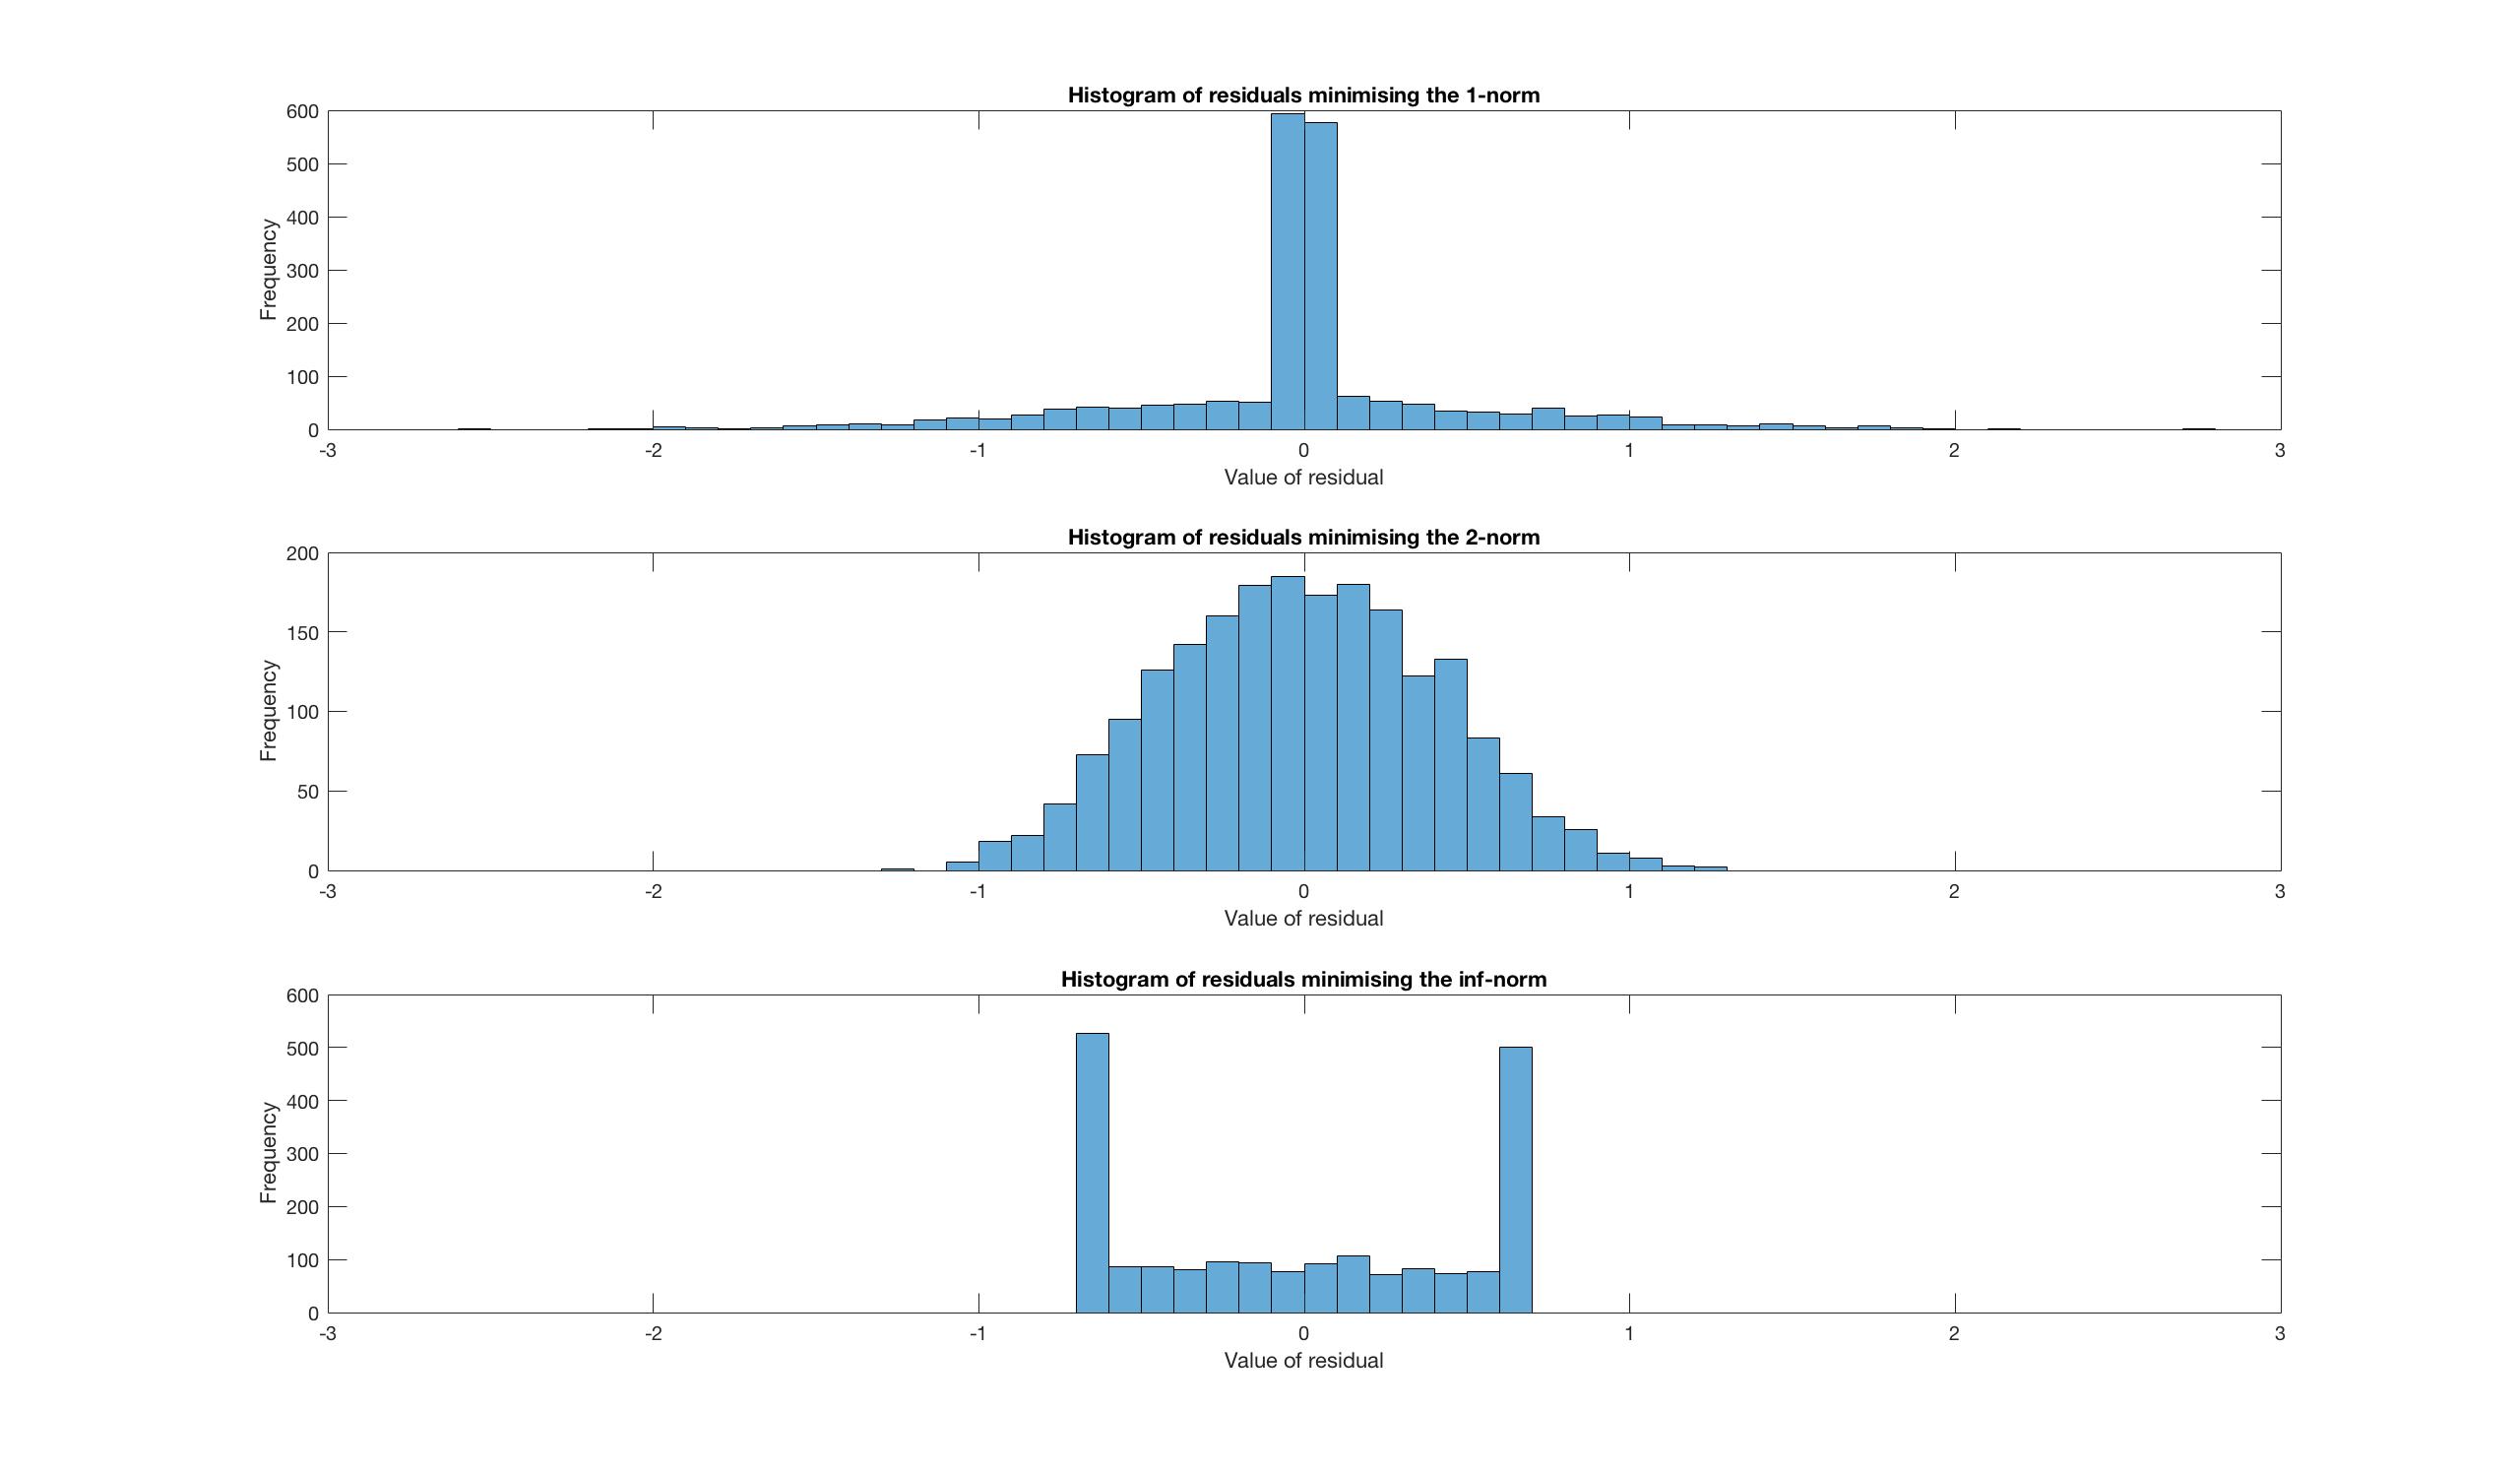 Histogram of residuals minimising the 1-norm
600
500
400
300
200
100
0
Frequency
-3 -2 -1 0 1 2 3
Value of residual
Histogram of residuals minimising the 2-norm
200
150
100
50
0
Frequency
-3 -2 -1 0 1 2 3
Value of residual
Histogram of residuals minimising the inf-norm
600
500
400
300
200
100
0
Frequency
-3 -2 -1 0 1 2 3
Value of residual